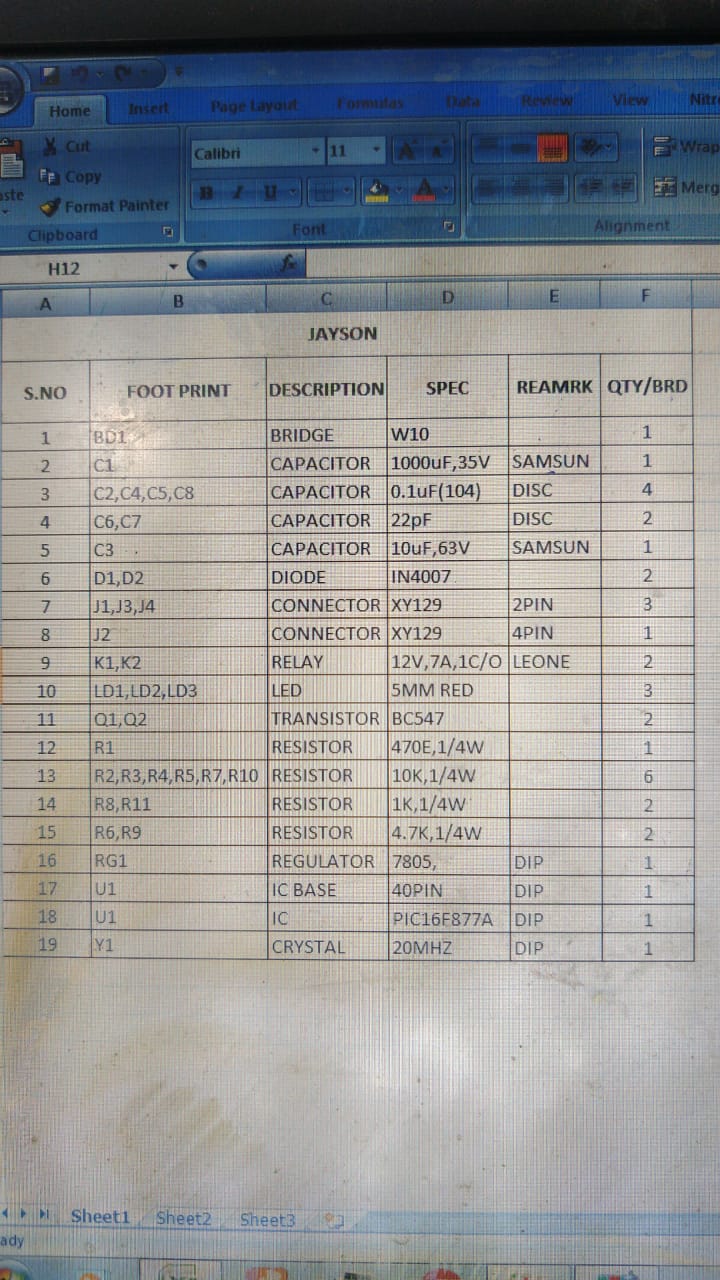 Home Insert Page Layout Formulas Data Review View Nitr
Cut
Calibri 11
Wrap
Copy
aste
Format Painter
B I U
A
Merg
Clipboard Font Alignment
H12 fx
A B C D E F
JAYSON
S.NO FOOT PRINT DESCRIPTION SPEC REAMRK QTY/BRD
1 BD1 BRIDGE W10 1
2 C1 CAPACITOR 1000uF,35V SAMSUN 1
3 C2,C4,C5,C8 CAPACITOR 0.1uF(104) DISC 4
4 C6,C7 CAPACITOR 22pF DISC 2
5 C3 CAPACITOR 10uF,63V SAMSUN 1
6 D1,D2 DIODE IN4007 2
7 J1,J3,J4 CONNECTOR XY129 2PIN 3
8 J2 CONNECTOR XY129 4PIN 1
9 K1,K2 RELAY 12V,7A,1C/O LEONE 2
10 LD1,LD2,LD3 LED 5MM RED 3
11 Q1,Q2 TRANSISTOR BC547 2
12 R1 RESISTOR 470E,1/4W 1
13 R2,R3,R4,R5,R7,R10 RESISTOR 10K,1/4W 6
14 R8,R11 RESISTOR 1K,1/4W 2
15 R6,R9 RESISTOR 4.7K,1/4W 2
16 RG1 REGULATOR 7805, DIP 1
17 U1 IC BASE 40PIN DIP 1
18 U1 IC PIC16F877A DIP 1
19 Y1 CRYSTAL 20MHZ DIP 1
Sheet1 Sheet2 Sheet3
ady